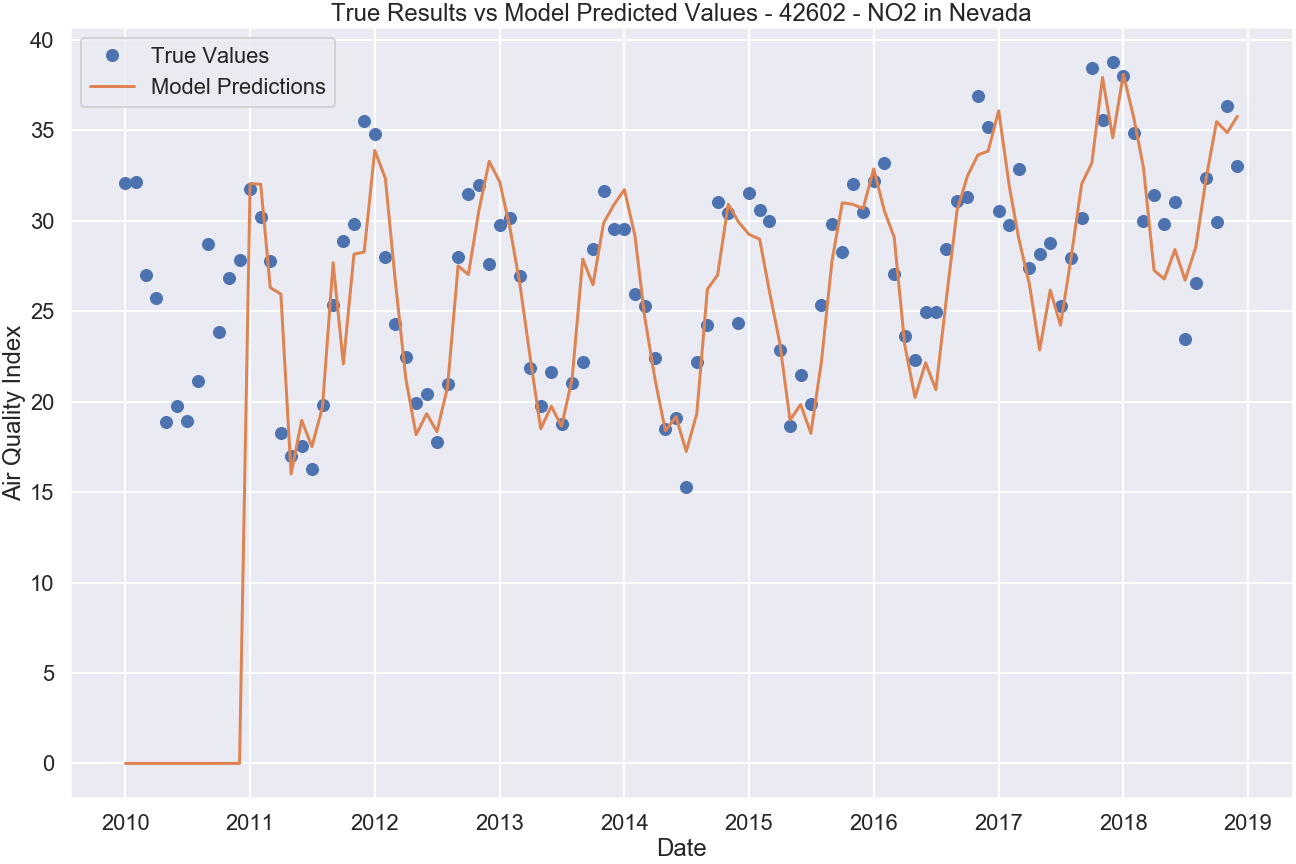 True Results vs Model Predicted Values - 42602 - NO2 in Nevada
True Values
Model Predictions
40
35
30
25
20
15
10
5
0
Air Quality Index
2010 2011 2012 2013 2014 2015 2016 2017 2018 2019
Date